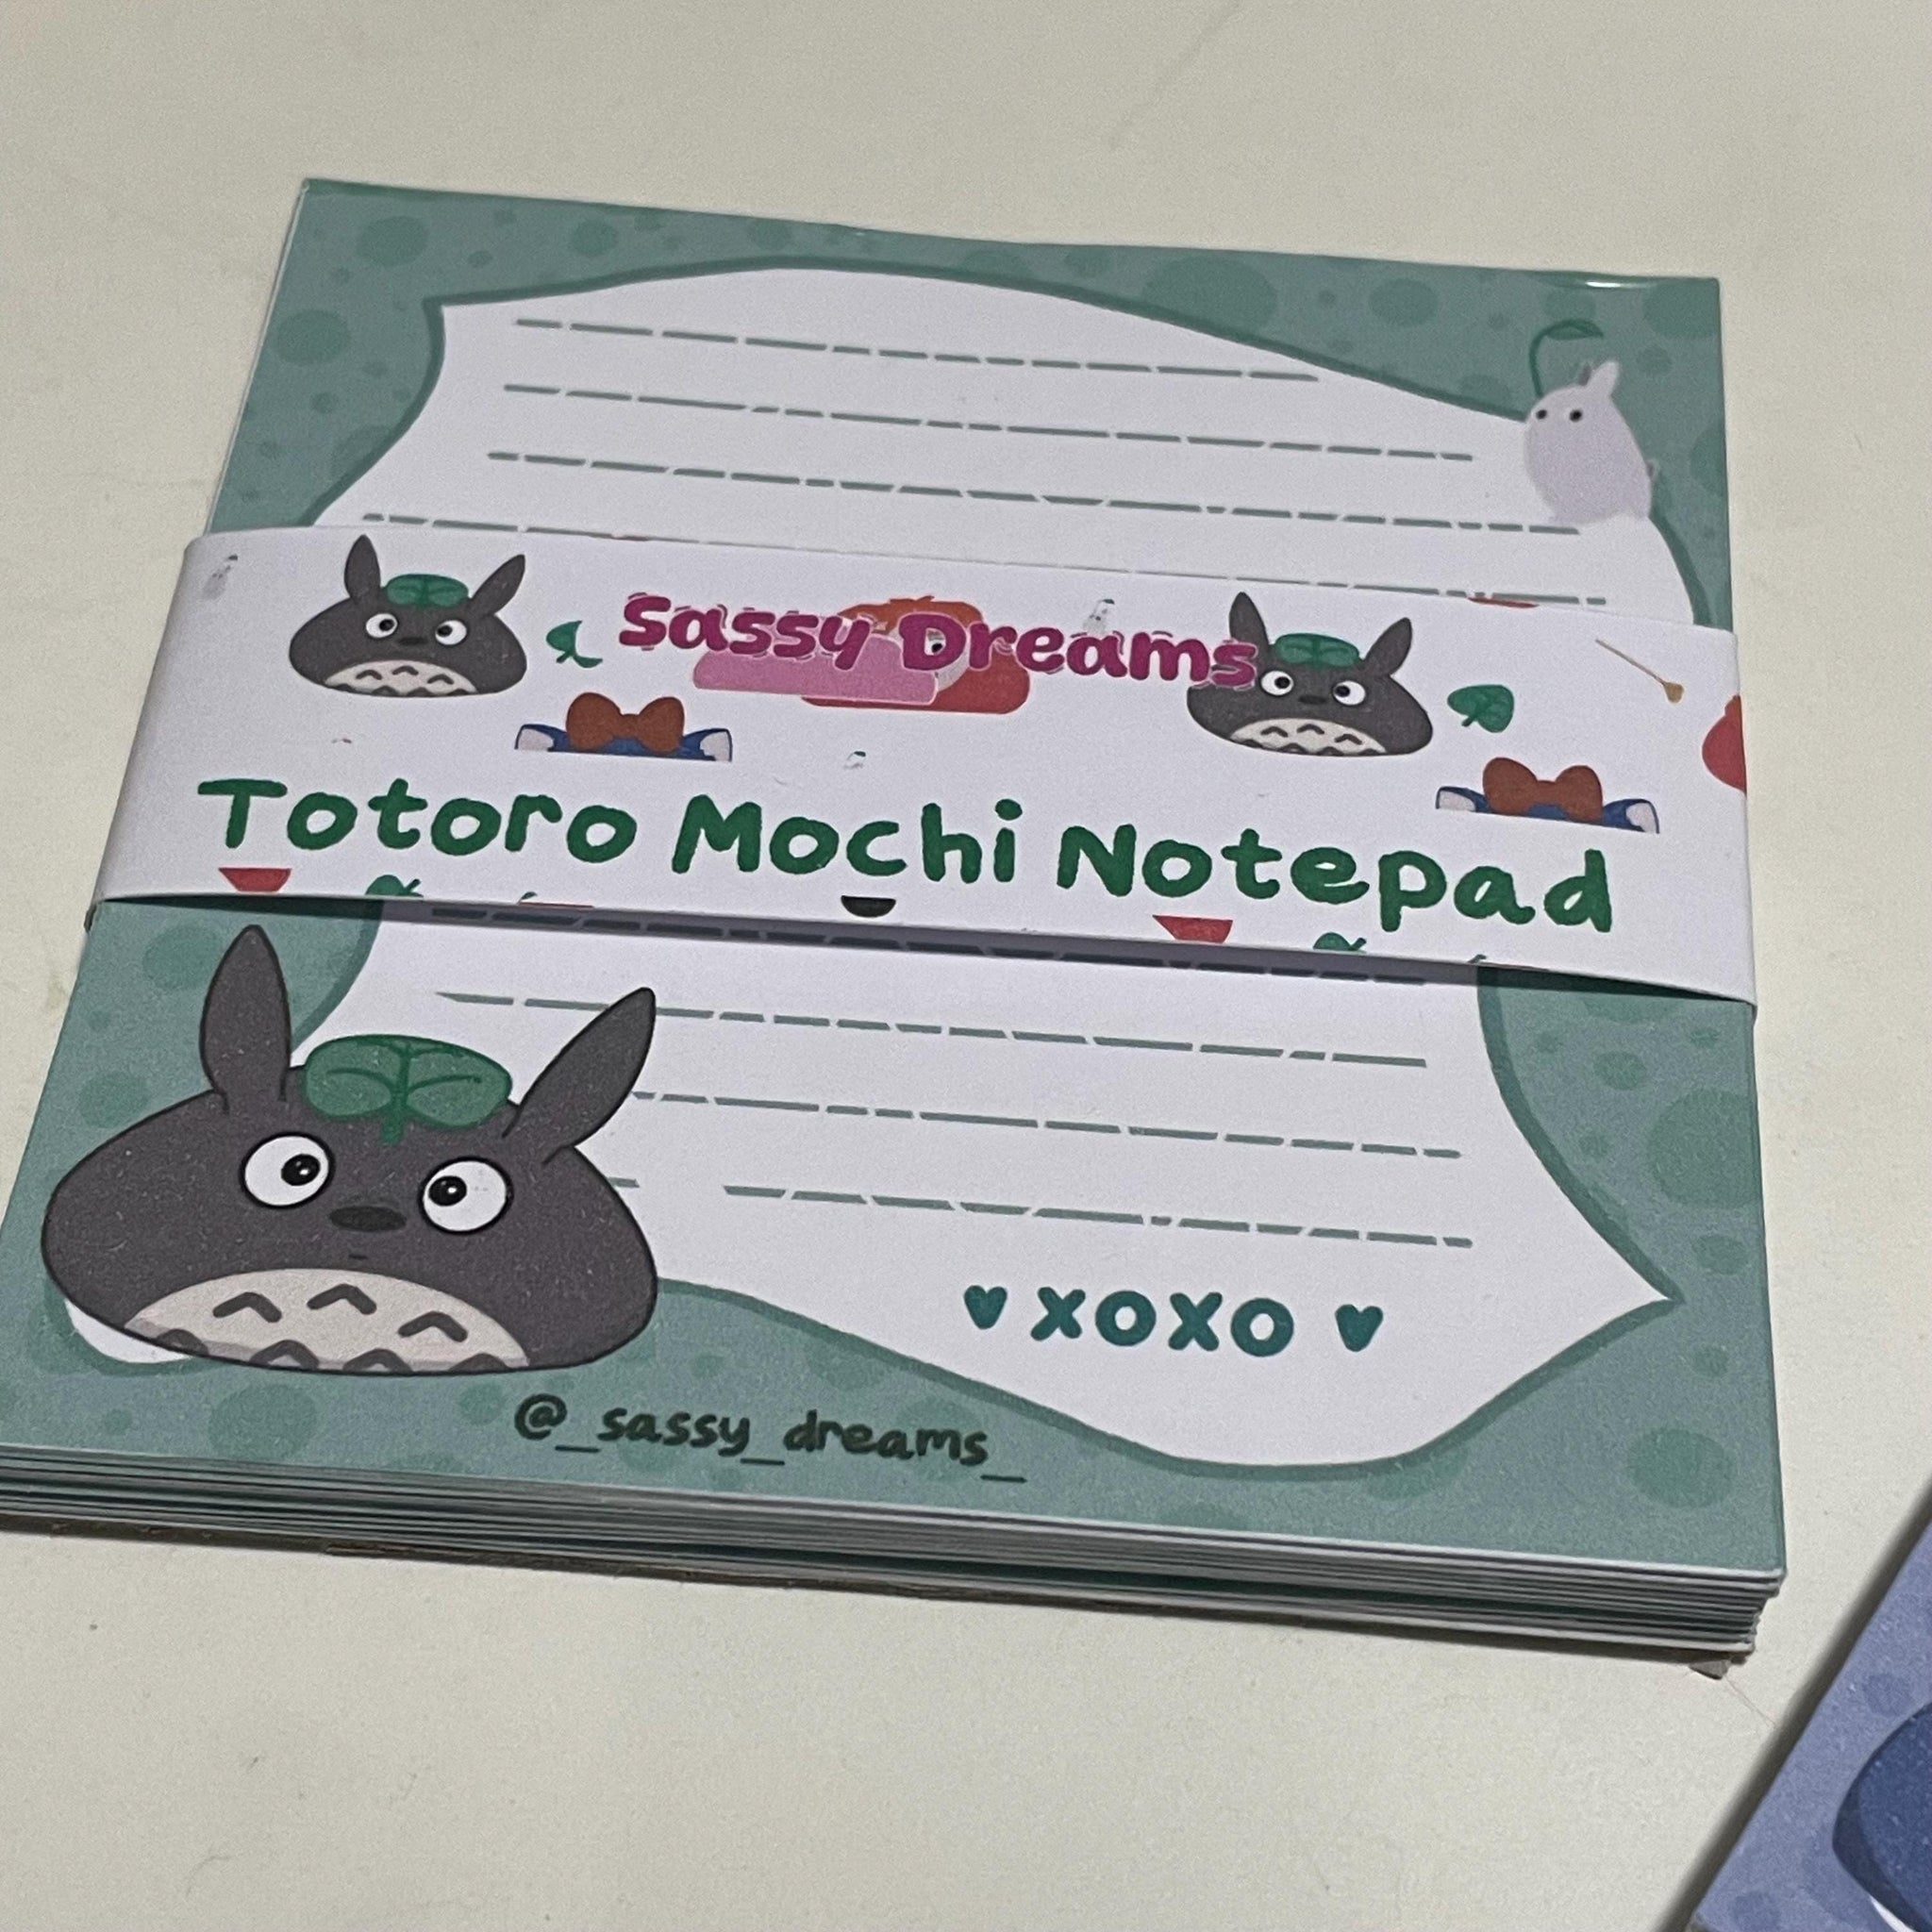 Sassy Dreams
Totoro Mochi Notepad
♥ XOXO ♥
@_sassy_dreams_